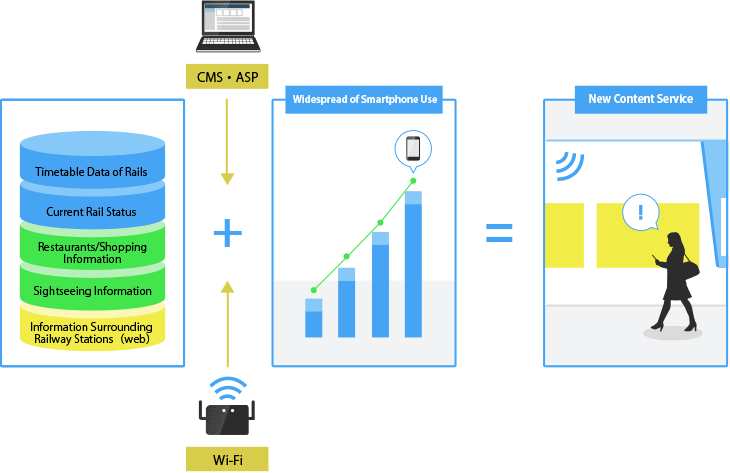 CMS・ASP
Widespread of Smartphone Use
New Content Service
Timetable Data of Rails
Current Rail Status
Restaurants/Shopping
Information
Sightseeing Information
Information Surrounding
Railway Stations（web）
+
=
!
Wi-Fi